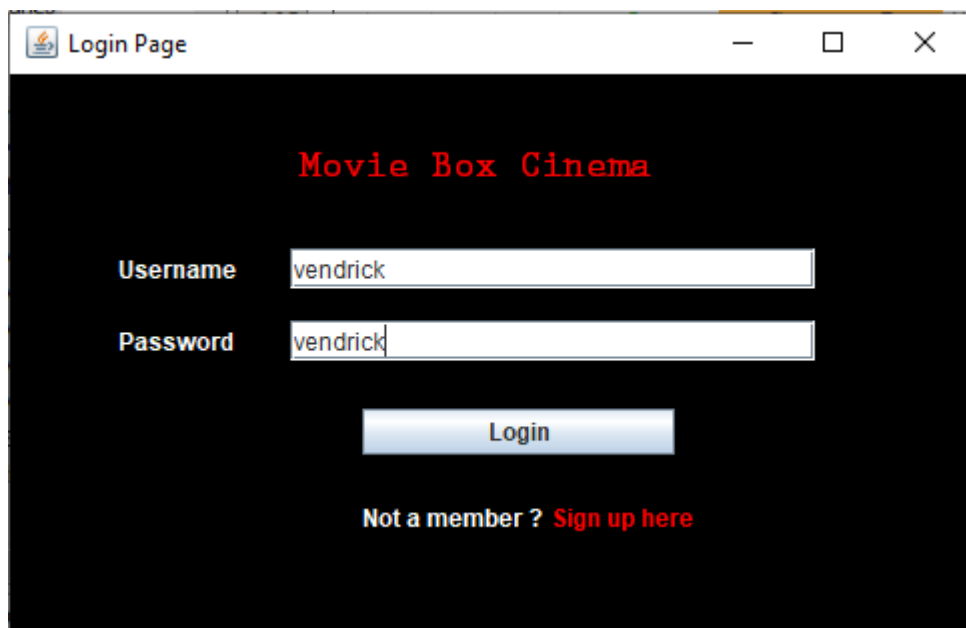 Login Page
Movie Box Cinema
Username vendrick
Password vendrick
Login
Not a member ? Sign up here